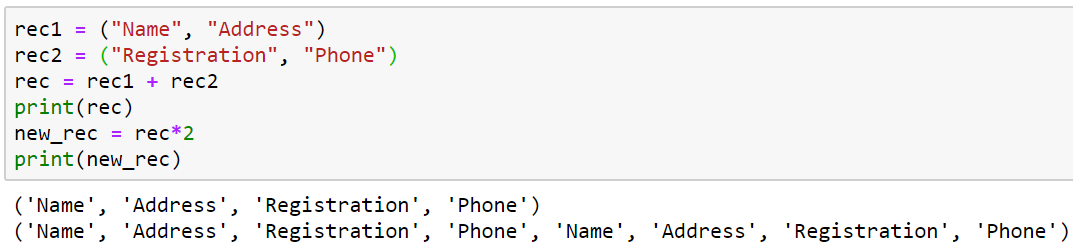 rec1 = ("Name", "Address")
rec2 = ("Registration", "Phone")
rec = rec1 + rec2
print(rec)
new_rec = rec*2
print(new_rec)
('Name', 'Address', 'Registration', 'Phone')
('Name', 'Address', 'Registration', 'Phone', 'Name', 'Address', 'Registration', 'Phone')